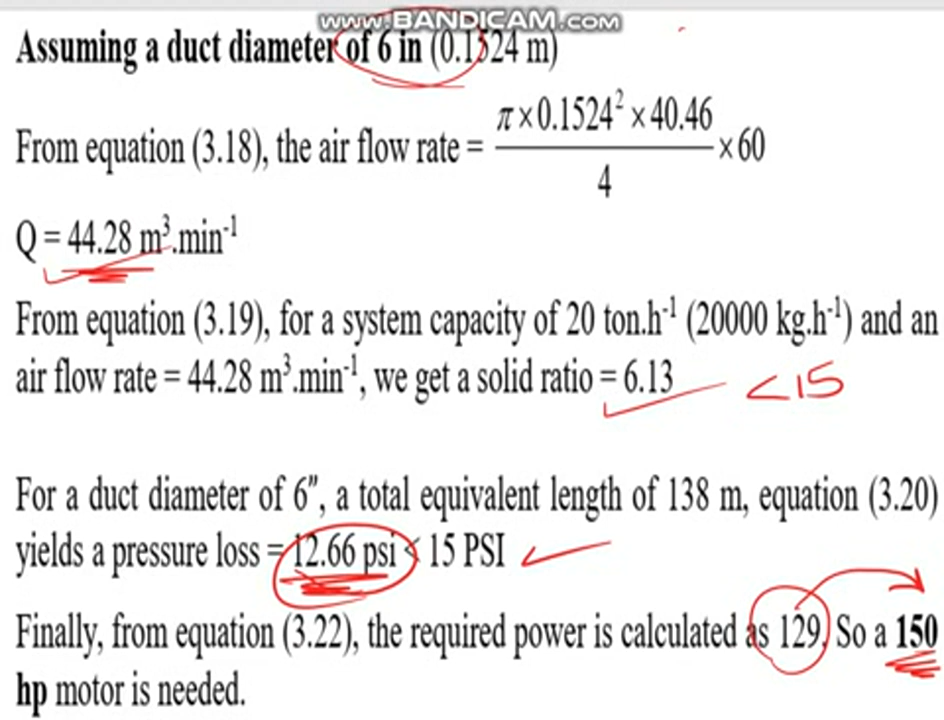 www.BANDICAM.com
Assuming a duct diameter of 6 in (0.1524 m)
From equation (3.18), the air flow rate = π×0.1524²×40.46 / 4 ×60
Q = 44.28 m³.min⁻¹
From equation (3.19), for a system capacity of 20 ton.h⁻¹ (20000 kg.h⁻¹) and an
air flow rate = 44.28 m³.min⁻¹, we get a solid ratio = 6.13 <15
For a duct diameter of 6″, a total equivalent length of 138 m, equation (3.20)
yields a pressure loss = 12.66 psi < 15 PSI
Finally, from equation (3.22), the required power is calculated as 129. So a 150
hp motor is needed.